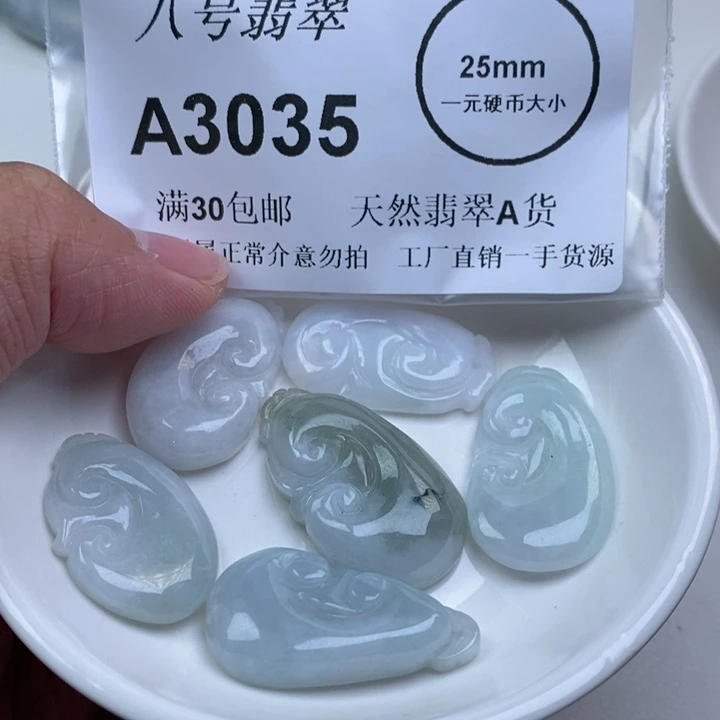 八号翡翠
25mm
一元硬币大小
A3035
满30包邮 天然翡翠A货
正常介意勿拍 工厂直销一手货源